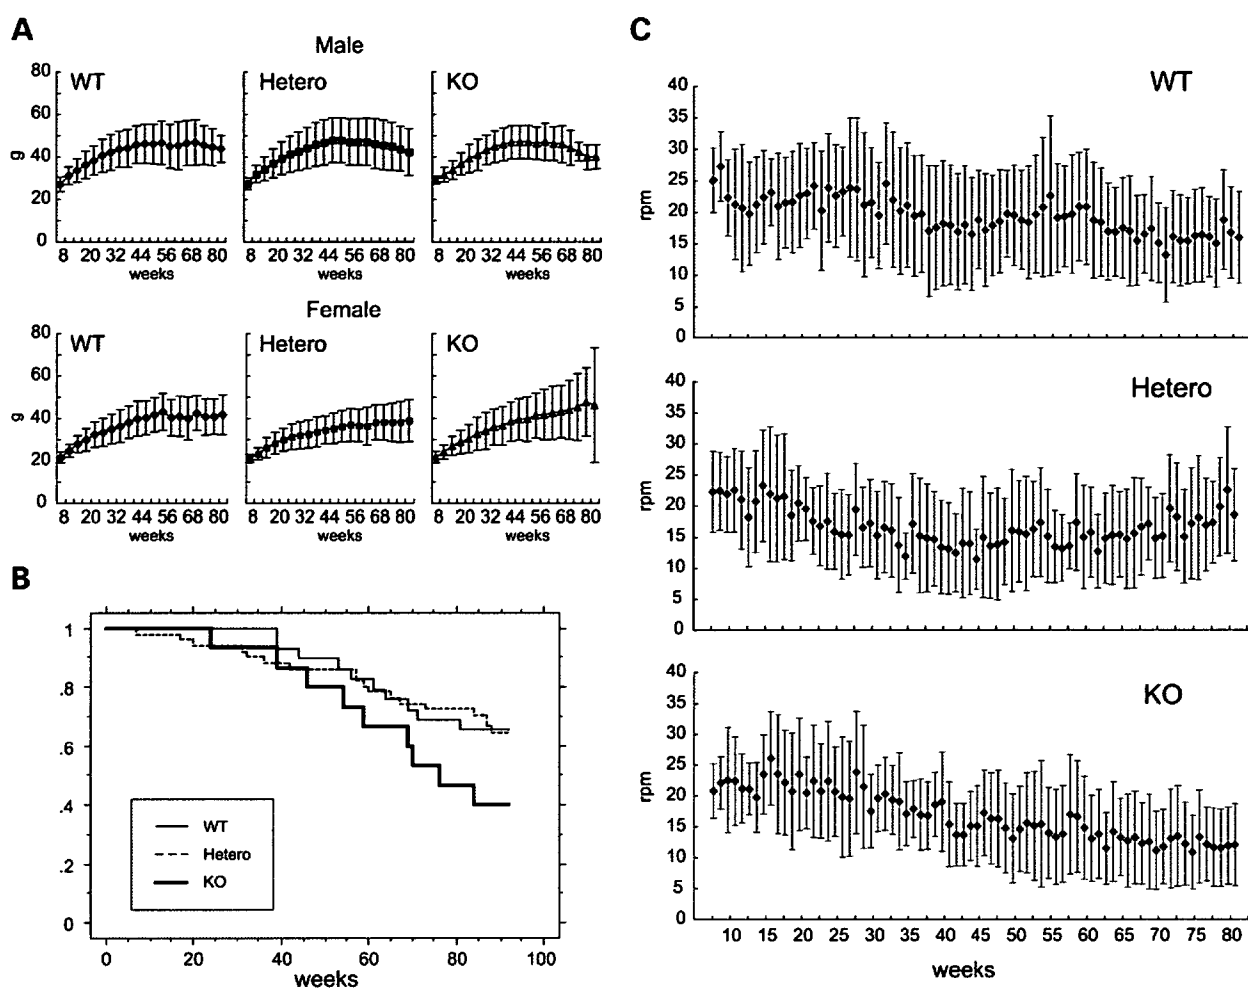 A
Male
WT
Hetero
KO
80
60
40
20
0
g
8 20 32 44 56 68 80
8 20 32 44 56 68 80
8 20 32 44 56 68 80
weeks
weeks
weeks
Female
WT
Hetero
KO
80
60
40
20
0
g
8 20 32 44 56 68 80
8 20 32 44 56 68 80
8 20 32 44 56 68 80
weeks
weeks
weeks
B
1
.8
.6
.4
.2
0
WT
Hetero
KO
0 20 40 60 80 100
weeks
C
WT
40
35
30
25
20
15
10
5
0
rpm
Hetero
40
35
30
25
20
15
10
5
0
rpm
KO
40
35
30
25
20
15
10
5
0
rpm
10 15 20 25 30 35 40 45 50 55 60 65 70 75 80
weeks